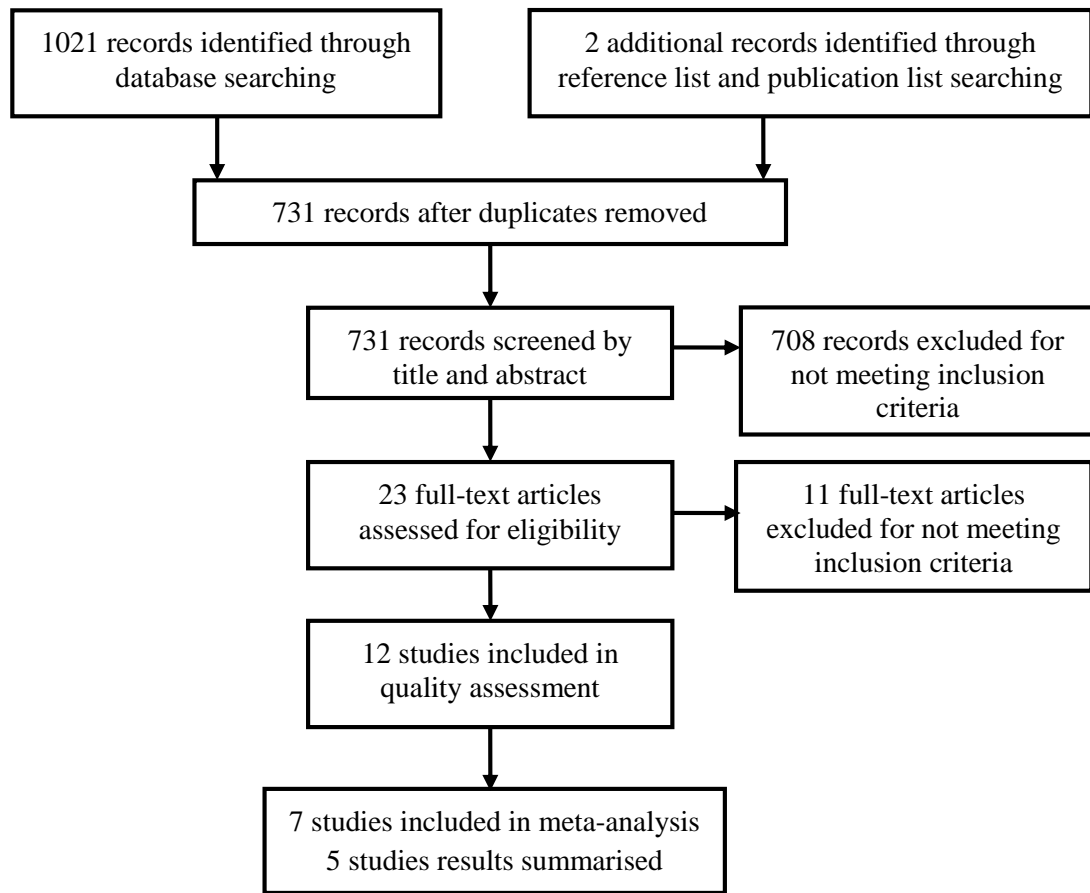 1021 records identified through
database searching
2 additional records identified through
reference list and publication list searching
731 records after duplicates removed
731 records screened by
title and abstract
708 records excluded for
not meeting inclusion
criteria
23 full-text articles
assessed for eligibility
11 full-text articles
excluded for not meeting
inclusion criteria
12 studies included in
quality assessment
7 studies included in meta-analysis
5 studies results summarised